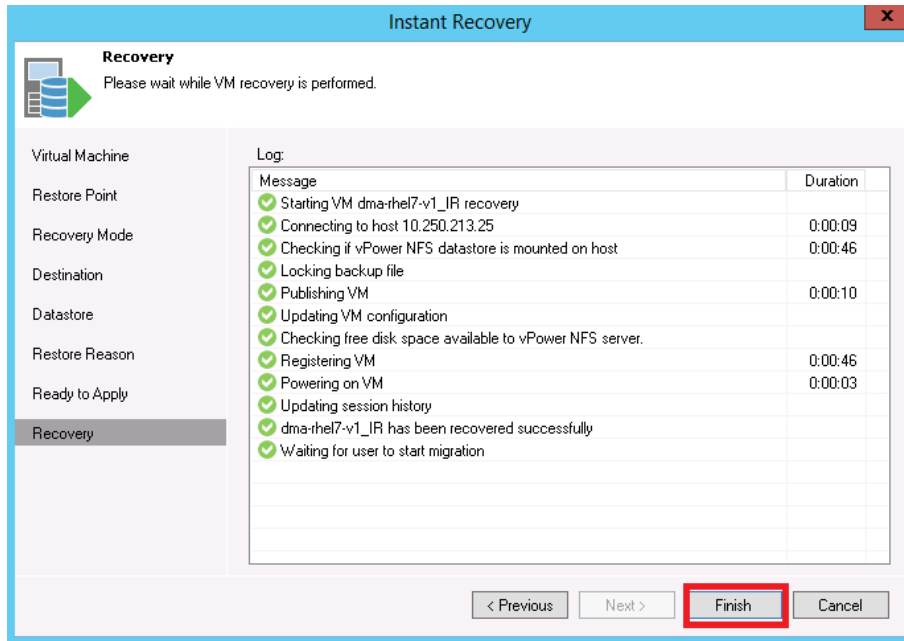 Instant Recovery
x
Recovery
Please wait while VM recovery is performed.
Virtual Machine
Restore Point
Recovery Mode
Destination
Datastore
Restore Reason
Ready to Apply
Recovery
Log:
Message Duration
Starting VM dma-rhel7-v1_IR recovery
Connecting to host 10.250.213.25 0:00:09
Checking if vPower NFS datastore is mounted on host 0:00:46
Locking backup file
Publishing VM 0:00:10
Updating VM configuration
Checking free disk space available to vPower NFS server.
Registering VM 0:00:46
Powering on VM 0:00:03
Updating session history
dma-rhel7-v1_IR has been recovered successfully
Waiting for user to start migration
< Previous Next > Finish Cancel